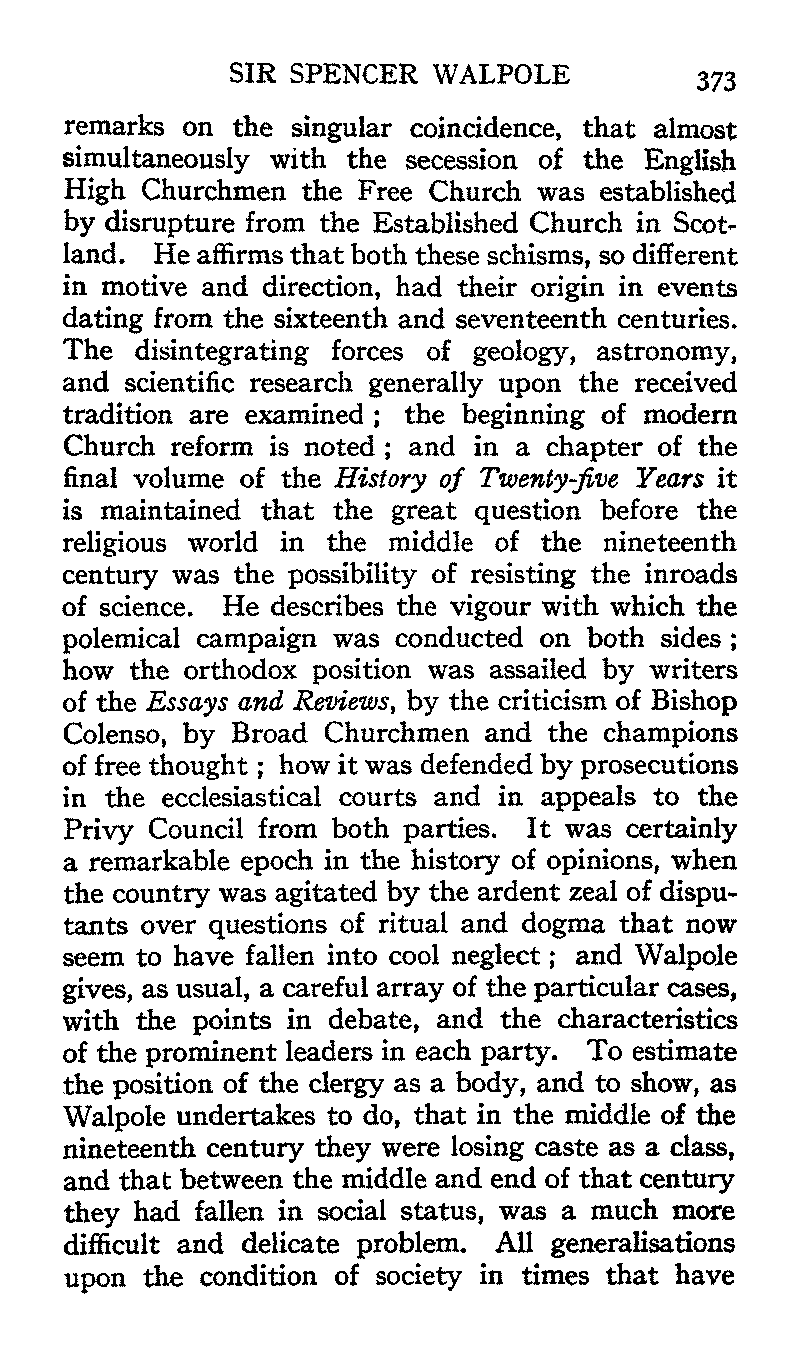 SIR SPENCER WALPOLE 373
remarks on the singular coincidence, that almost
simultaneously with the secession of the English
High Churchmen the Free Church was established
by disrupture from the Established Church in Scot-
land. He affirms that both these schisms, so different
in motive and direction, had their origin in events
dating from the sixteenth and seventeenth centuries.
The disintegrating forces of geology, astronomy,
and scientific research generally upon the received
tradition are examined ; the beginning of modern
Church reform is noted ; and in a chapter of the
final volume of the History of Twenty-five Years it
is maintained that the great question before the
religious world in the middle of the nineteenth
century was the possibility of resisting the inroads
of science. He describes the vigour with which the
polemical campaign was conducted on both sides ;
how the orthodox position was assailed by writers
of the Essays and Reviews, by the criticism of Bishop
Colenso, by Broad Churchmen and the champions
of free thought ; how it was defended by prosecutions
in the ecclesiastical courts and in appeals to the
Privy Council from both parties. It was certainly
a remarkable epoch in the history of opinions, when
the country was agitated by the ardent zeal of dispu-
tants over questions of ritual and dogma that now
seem to have fallen into cool neglect ; and Walpole
gives, as usual, a careful array of the particular cases,
with the points in debate, and the characteristics
of the prominent leaders in each party. To estimate
the position of the clergy as a body, and to show, as
Walpole undertakes to do, that in the middle of the
nineteenth century they were losing caste as a class,
and that between the middle and end of that century
they had fallen in social status, was a much more
difficult and delicate problem. All generalisations
upon the condition of society in times that have